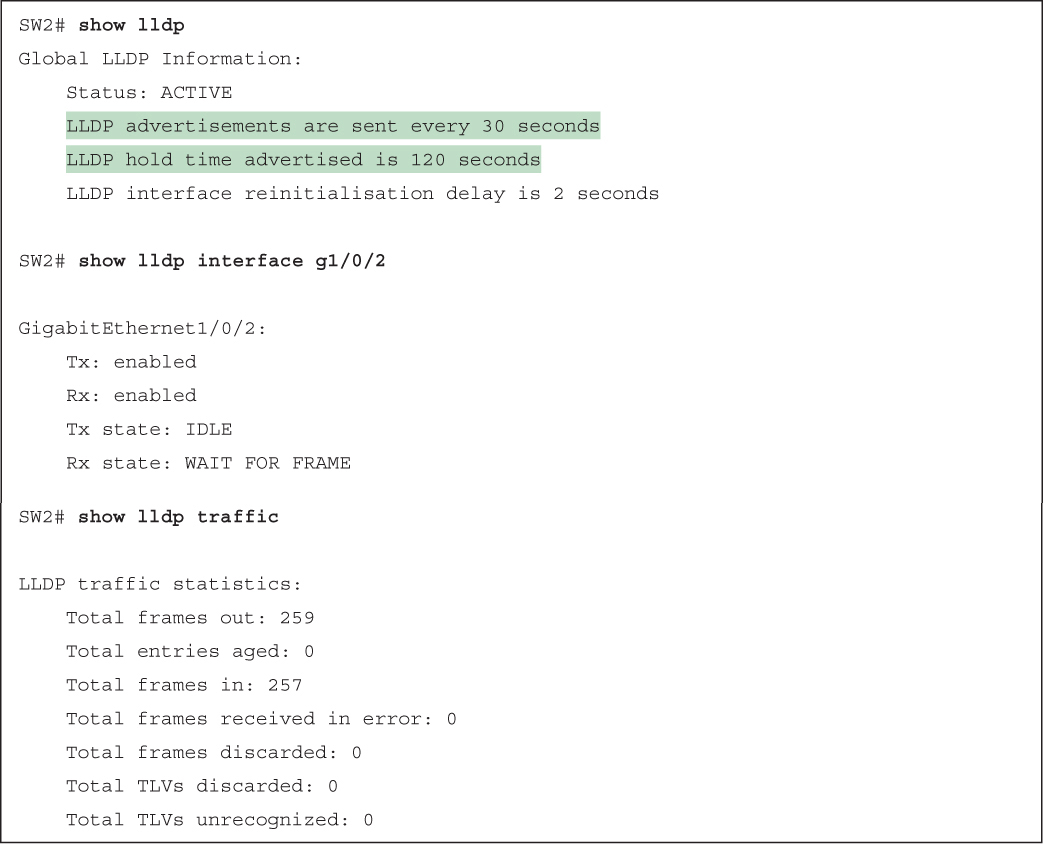 SW2# show lldp
Global LLDP Information:
Status: ACTIVE
LLDP advertisements are sent every 30 seconds
LLDP hold time advertised is 120 seconds
LLDP interface reinitialisation delay is 2 seconds
SW2# show lldp interface g1/0/2
GigabitEthernet1/0/2:
Tx: enabled
Rx: enabled
Tx state: IDLE
Rx state: WAIT FOR FRAME
SW2# show lldp traffic
LLDP traffic statistics:
Total frames out: 259
Total entries aged: 0
Total frames in: 257
Total frames received in error: 0
Total frames discarded: 0
Total TLVs discarded: 0
Total TLVs unrecognized: 0